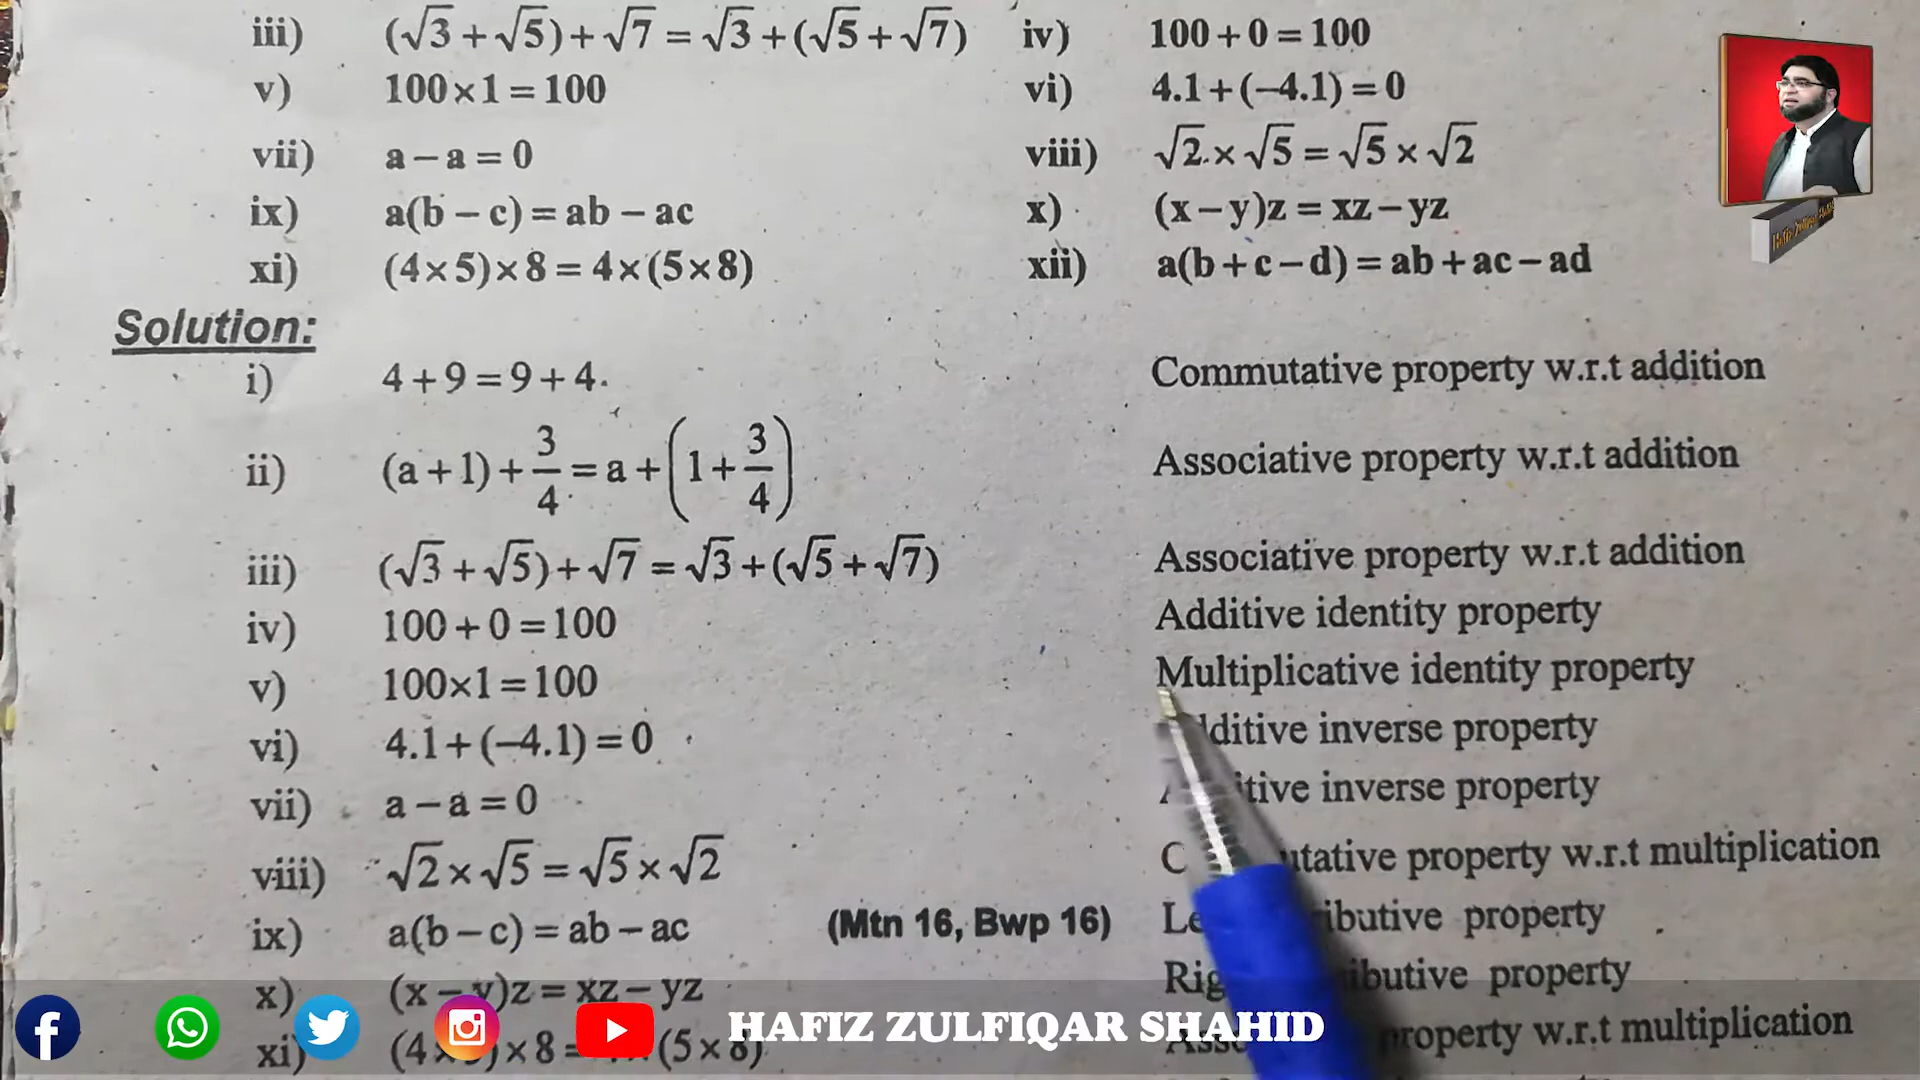 iii) (√3 + √5) + √7 = √3 + (√5 + √7) iv) 100 + 0 = 100
v) 100 × 1 = 100 vi) 4.1 + (−4.1) = 0
vii) a − a = 0 viii) √2 × √5 = √5 × √2
ix) a(b − c) = ab − ac x) (x − y)z = xz − yz
xi) (4 × 5) × 8 = 4 × (5 × 8) xii) a(b + c − d) = ab + ac − ad
Solution:
i) 4 + 9 = 9 + 4 Commutative property w.r.t addition
ii) (a + 1) + 3/4 = a + (1 + 3/4) Associative property w.r.t addition
iii) (√3 + √5) + √7 = √3 + (√5 + √7) Associative property w.r.t addition
iv) 100 + 0 = 100 Additive identity property
v) 100 × 1 = 100 Multiplicative identity property
vi) 4.1 + (−4.1) = 0 inverse property
vii) a − a = 0 inverse property
viii) √2 × √5 = √5 × √2 property w.r.t multiplication
ix) a(b − c) = ab − ac (Mtn 16, Bwp 16) property
x) (x − y)z = xz − yz property
xi) × 8 = (5 × 8) property w.r.t multiplication
HAFIZ ZULFIQAR SHAHID